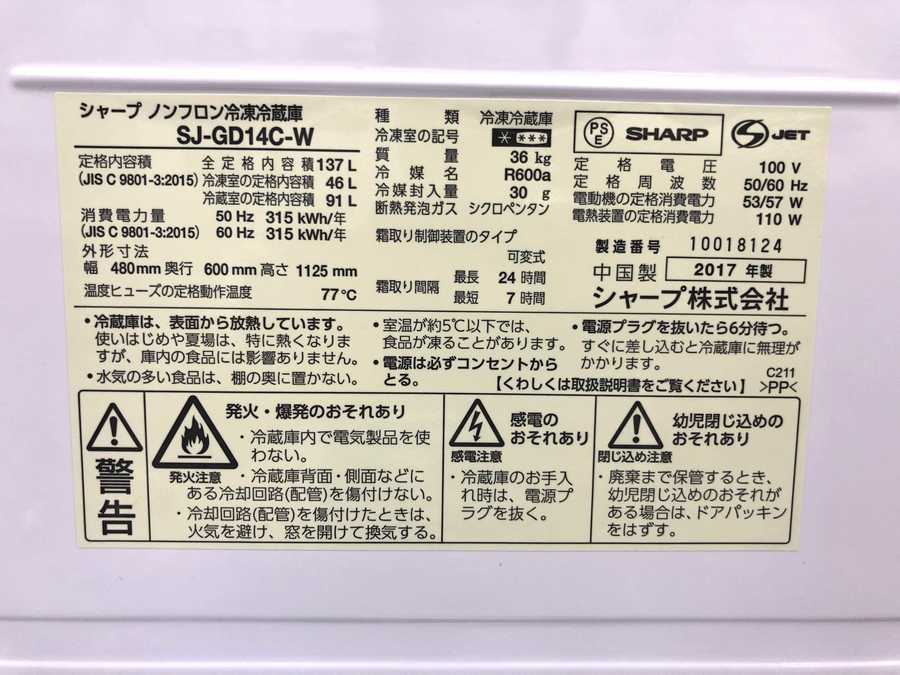 シャープ ノンフロン冷凍冷蔵庫
SJ-GD14C-W
定格内容積 全定格内容積 137 L
(JIS C 9801-3:2015) 冷凍室の定格内容積 46 L
冷蔵室の定格内容積 91 L
消費電力量 50 Hz 315 kWh/年
(JIS C 9801-3:2015) 60 Hz 315 kWh/年
外形寸法
幅 480mm 奥行 600mm 高さ 1125 mm
温度ヒューズの定格動作温度 77℃
種類 冷凍冷蔵庫
冷凍室の記号 ＊＊＊＊
質量 36 kg
冷媒名 R600a
冷媒封入量 30 g
断熱発泡ガス シクロペンタン
霜取り制御装置のタイプ
可変式
霜取り間隔 最長 24 時間
最短 7 時間
PSE SHARP S JET
定格電圧 100 V
定格周波数 50/60 Hz
電動機の定格消費電力 53/57 W
電熱装置の定格消費電力 110 W
製造番号 10018124
中国製 2017 年製
シャープ株式会社
・冷蔵庫は、表面から放熱しています。
使いはじめや夏場は、特に熱くなりま
すが、庫内の食品には影響ありません。
・水気の多い食品は、棚の奥に置かない。
・室温が約5℃以下では、
食品が凍ることがあります。
・電源は必ずコンセントから
とる。
・電源プラグを抜いたら6分待つ。
すぐに差し込むと冷蔵庫に無理が
かかります。
C211
【くわしくは取扱説明書をご覧ください】 >PP<
警告
発火・爆発のおそれあり
発火注意
・冷蔵庫内で電気製品を使
わない。
・冷蔵庫背面・側面などに
ある冷却回路(配管)を傷付けない。
・冷却回路(配管)を傷付けたときは、
火気を避け、窓を開けて換気する。
感電の
おそれあり
感電注意
・冷蔵庫のお手入
れ時は、電源プ
ラグを抜く。
幼児閉じ込めの
おそれあり
閉じ込め注意
・廃棄まで保管するとき、
幼児閉じ込めのおそれが
ある場合は、ドアパッキン
をはずす。